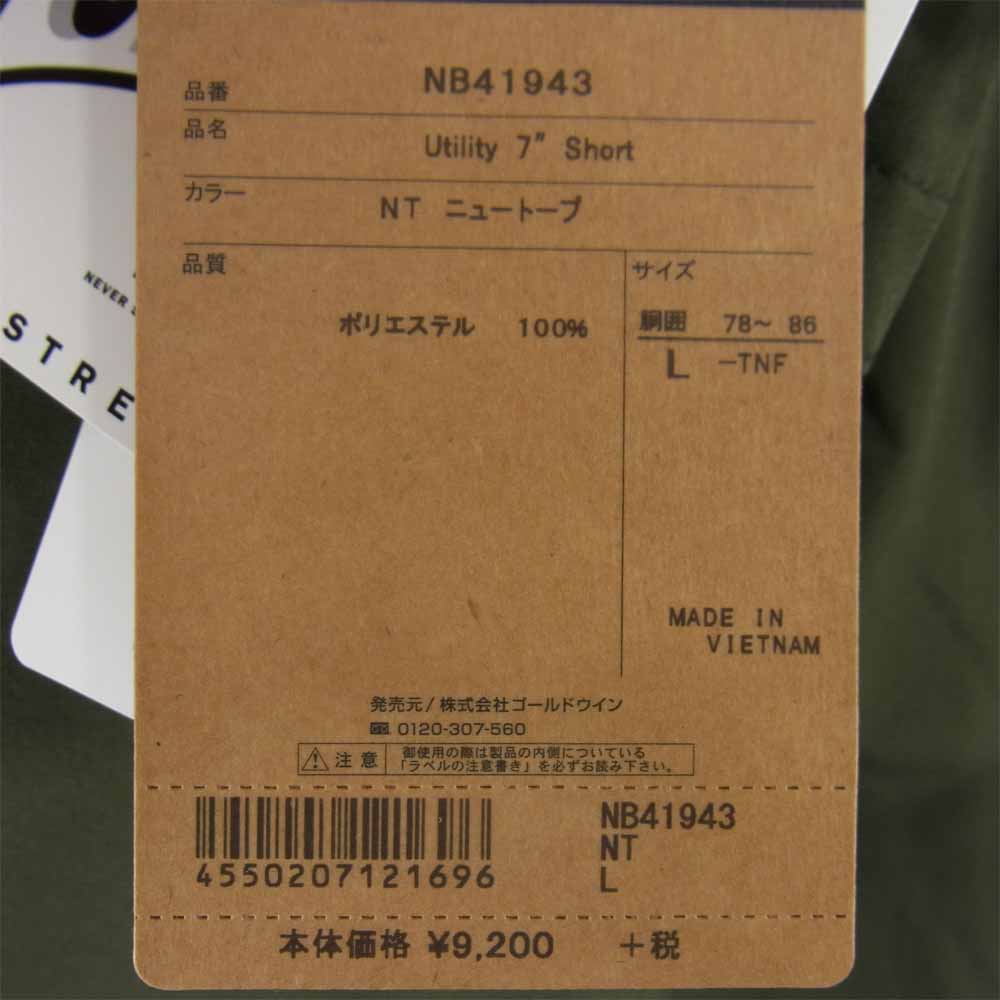 品番 NB41943
品名 Utility 7" Short
カラー NT ニュートープ
品質
ポリエステル 100%
サイズ
胴囲 78～ 86
L -TNF
MADE IN
VIETNAM
発売元/株式会社ゴールドウイン
0120-307-560
注意
御使用の際は製品の内側についている
「ラベルの注意書き」を必ずお読み下さい。
4550207121696
NB41943
NT
L
本体価格 ¥9,200 +税
NEVER
STRE